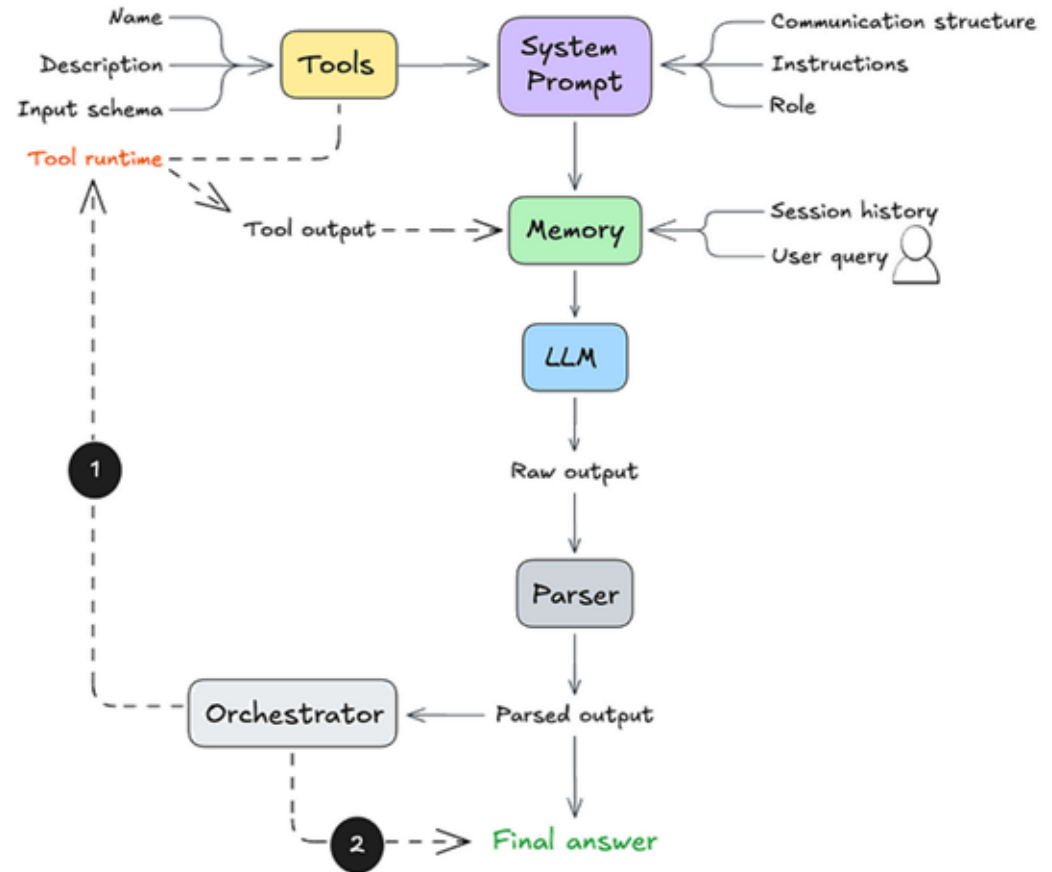 Name
Description
Input schema
Tools
System
Prompt
Communication structure
Instructions
Role
Tool runtime
Tool output
Memory
Session history
User query
LLM
Raw output
1
Parser
Orchestrator
Parsed output
2
Final answer